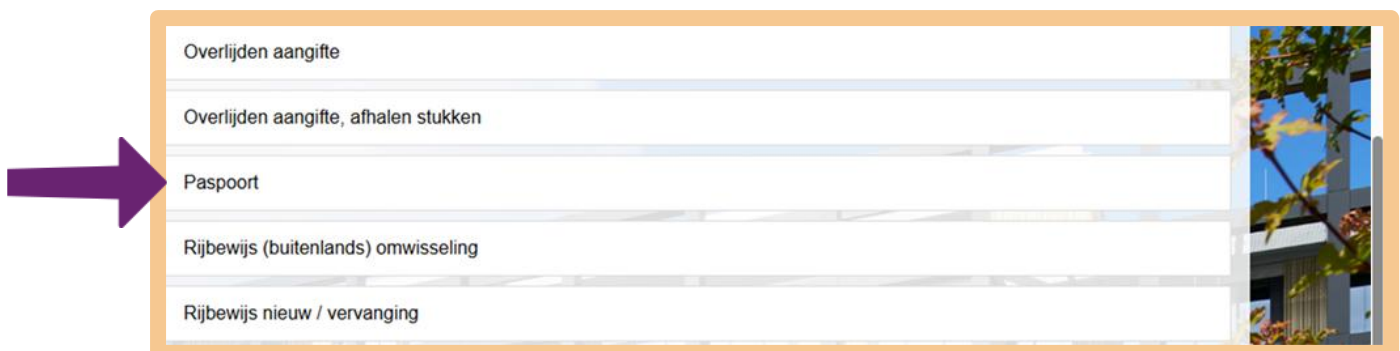 Overlijden aangifte
Overlijden aangifte, afhalen stukken
Paspoort
Rijbewijs (buitenlands) omwisseling
Rijbewijs nieuw / vervanging